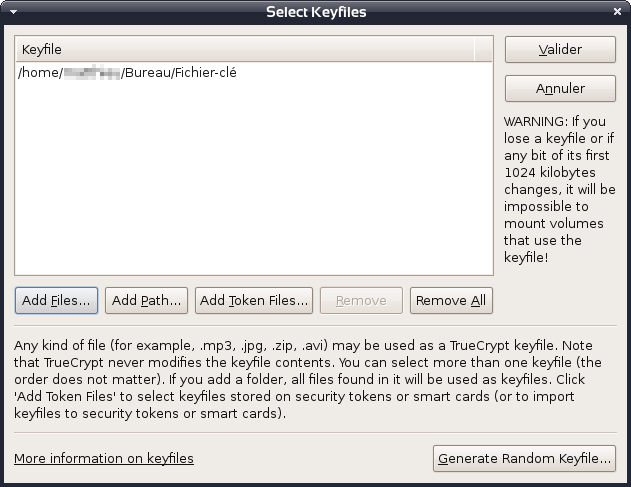 Select Keyfiles
Keyfile
/home/ /Bureau/Fichier-clé
Valider
Annuler
WARNING: If you
lose a keyfile or if
any bit of its first
1024 kilobytes
changes, it will be
impossible to
mount volumes
that use the
keyfile!
Add Files...
Add Path...
Add Token Files...
Remove
Remove All
Any kind of file (for example, .mp3, .jpg, .zip, .avi) may be used as a TrueCrypt keyfile. Note
that TrueCrypt never modifies the keyfile contents. You can select more than one keyfile (the
order does not matter). If you add a folder, all files found in it will be used as keyfiles. Click
'Add Token Files' to select keyfiles stored on security tokens or smart cards (or to import
keyfiles to security tokens or smart cards).
More information on keyfiles
Generate Random Keyfile...